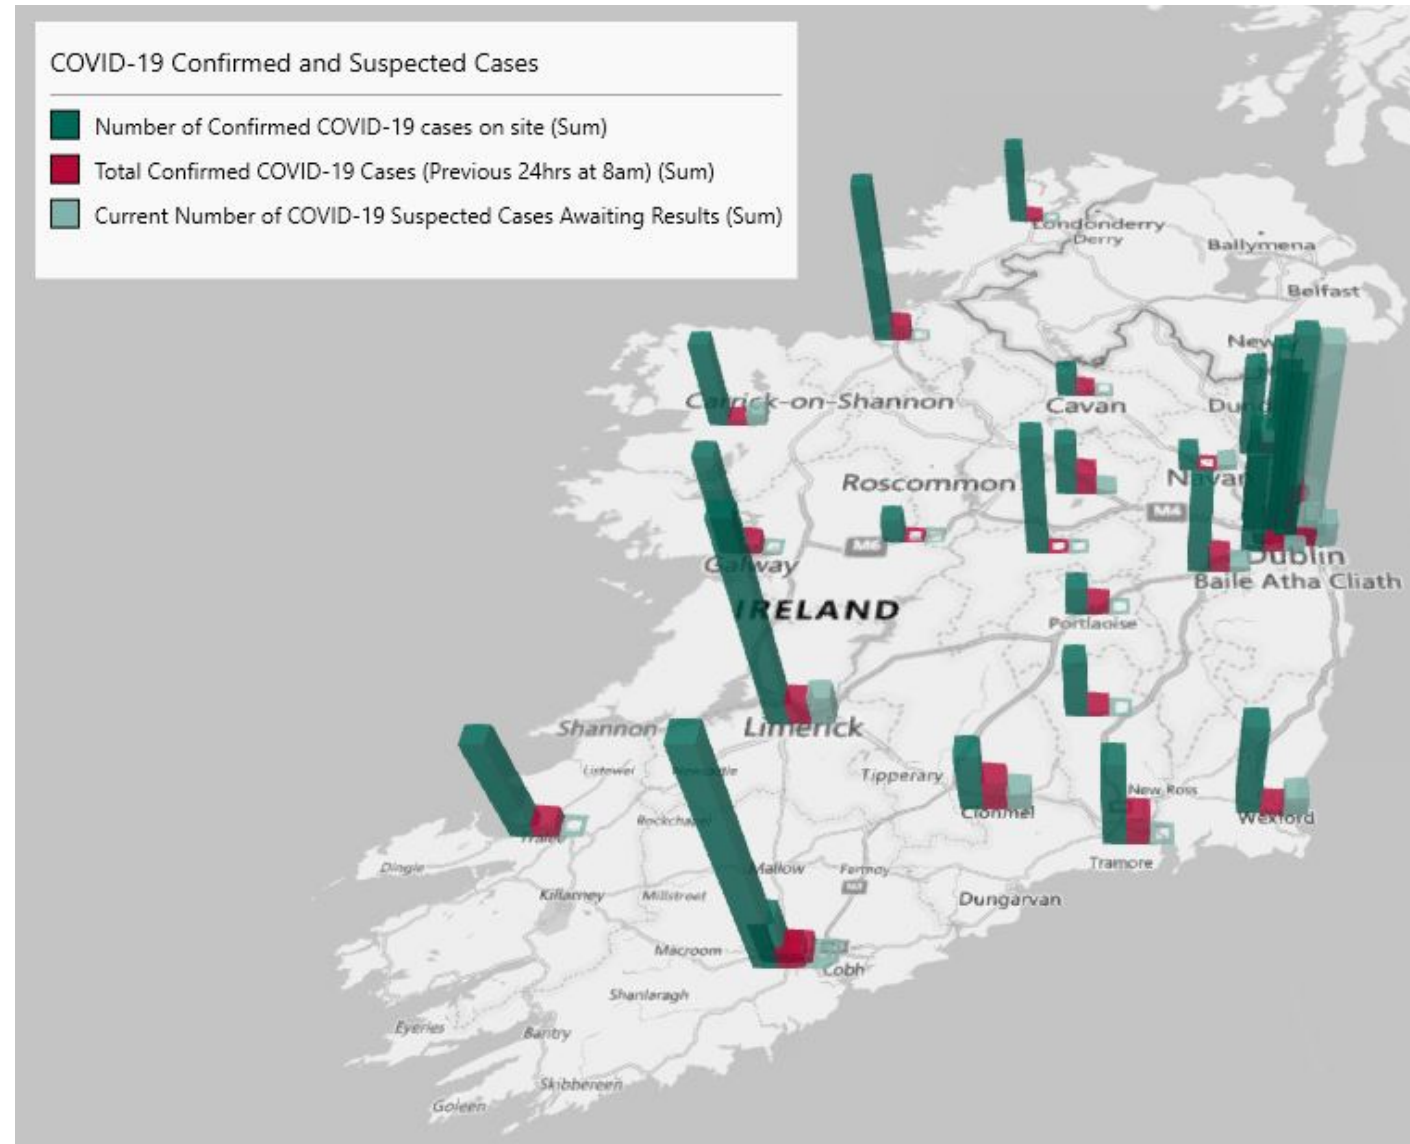 COVID-19 Confirmed and Suspected Cases
Number of Confirmed COVID-19 cases on site (Sum)
Total Confirmed COVID-19 Cases (Previous 24hrs at 8am) (Sum)
Current Number of COVID-19 Suspected Cases Awaiting Results (Sum)
Londonderry
Derry
Ballymena
Belfast
Carrick-on-Shannon
Cavan
Roscommon
Navan
M4
M6
Dublin
Baile Atha Cliath
Galway
IRELAND
Portlaoise
Shannon
Limerick
Listowel
Tipperary
New Ross
Clonmel
Wexford
Rockchapel
Tramore
Dingle
Mallow
Fermoy
Killarney
Millstreet
Dungarvan
Macroom
Cobh
Shanlaragh
Eyeries
Bantry
Skibbereen
Goleen